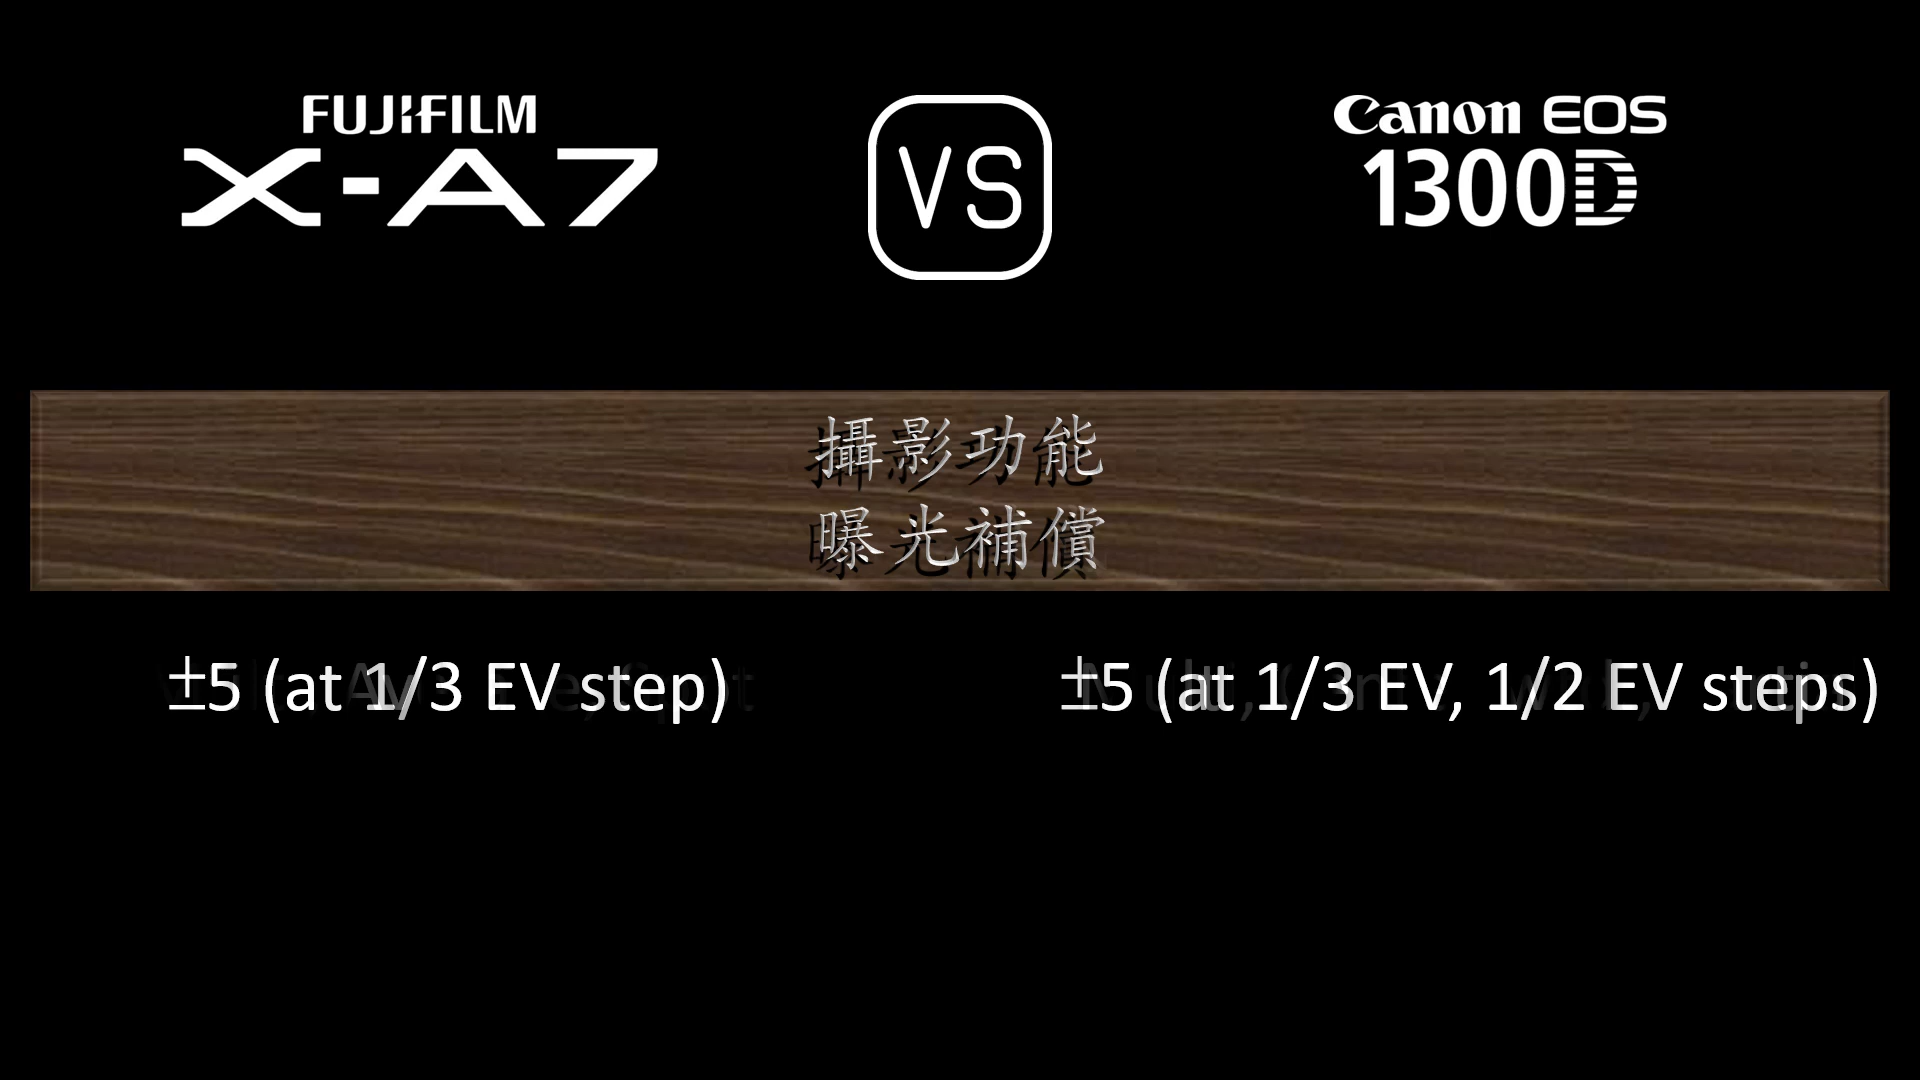 FUJIFILM
X-A7
VS
Canon EOS
1300D
攝影功能
曝光補償
±5 (at 1/3 EV step)
±5 (at 1/3 EV, 1/2 EV steps)